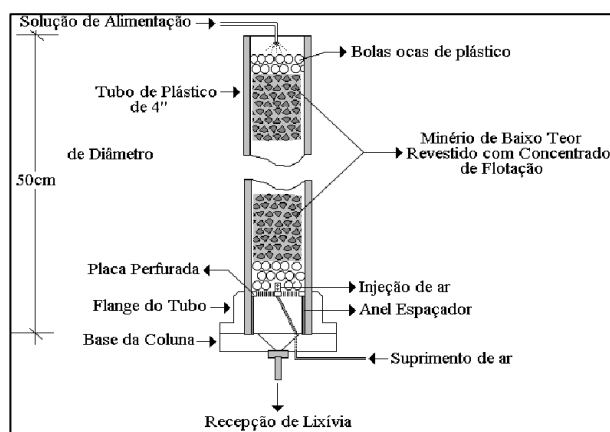 Solução de Alimentação
Bolas ocas de plástico
Tubo de Plástico
de 4"
de Diâmetro
50cm
Minério de Baixo Teor
Revestido com Concentrado
de Flotação
Placa Perfurada
Injeção de ar
Flange do Tubo
Anel Espaçador
Base da Coluna
Suprimento de ar
Recepção de Lixívia